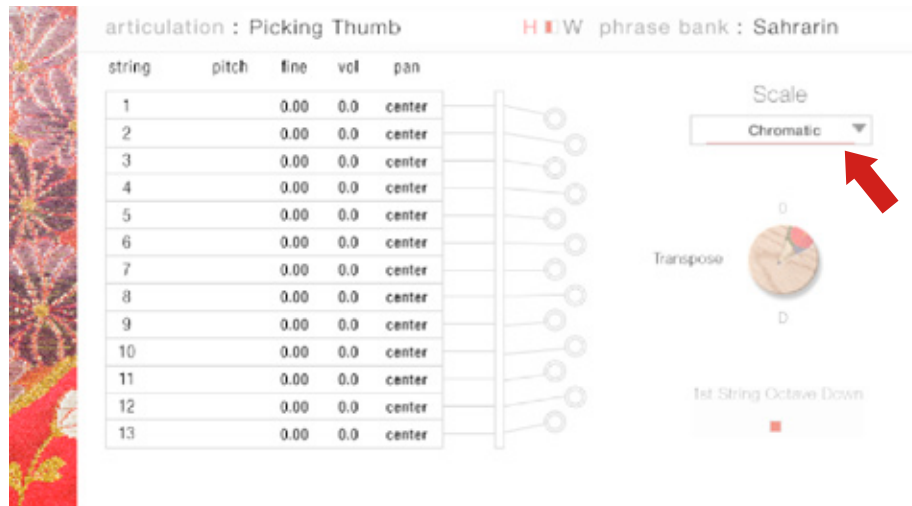 articulation : Picking Thumb H W phrase bank : Sahrarin
string pitch fine vol pan
Scale
1 0.00 0.0 center
Chromatic
2 0.00 0.0 center
3 0.00 0.0 center
4 0.00 0.0 center
5 0.00 0.0 center
0
6 0.00 0.0 center
Transpose
7 0.00 0.0 center
8 0.00 0.0 center
D
9 0.00 0.0 center
10 0.00 0.0 center
11 0.00 0.0 center
1st String Octave Down
12 0.00 0.0 center
13 0.00 0.0 center